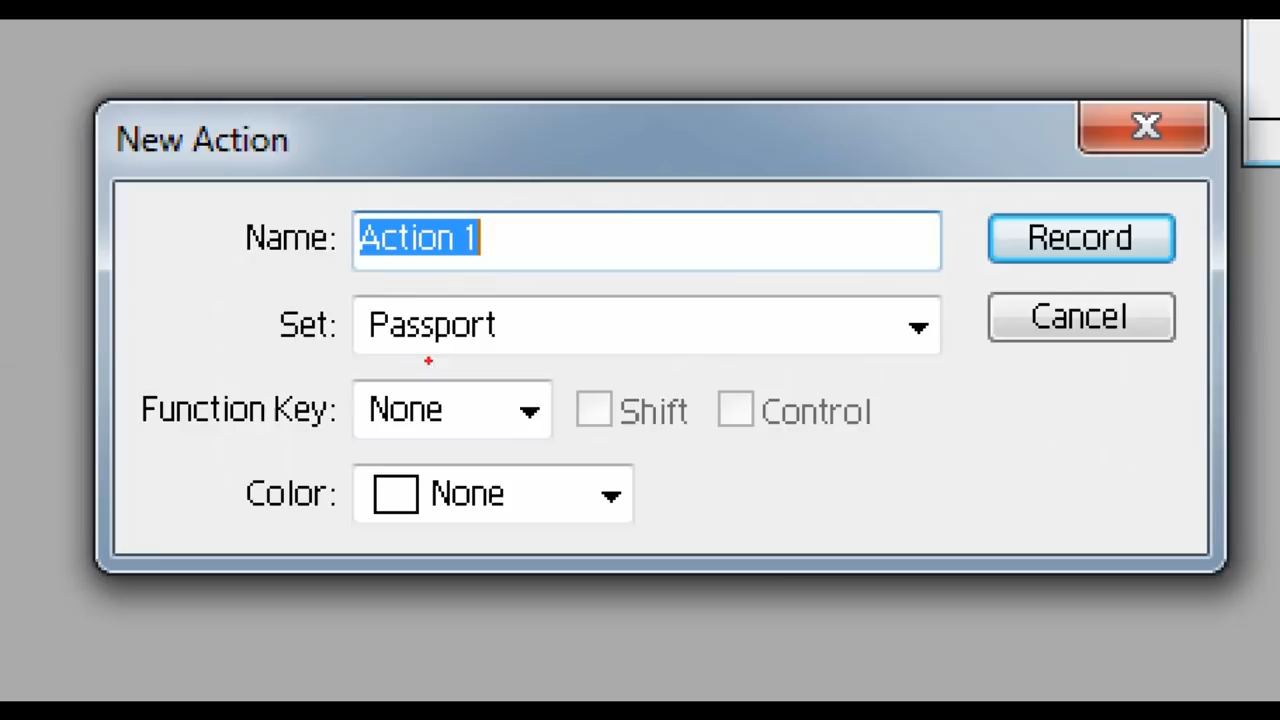 New Action
Name: Action 1 Record
Set: Passport Cancel
Function Key: None Shift Control
Color: None